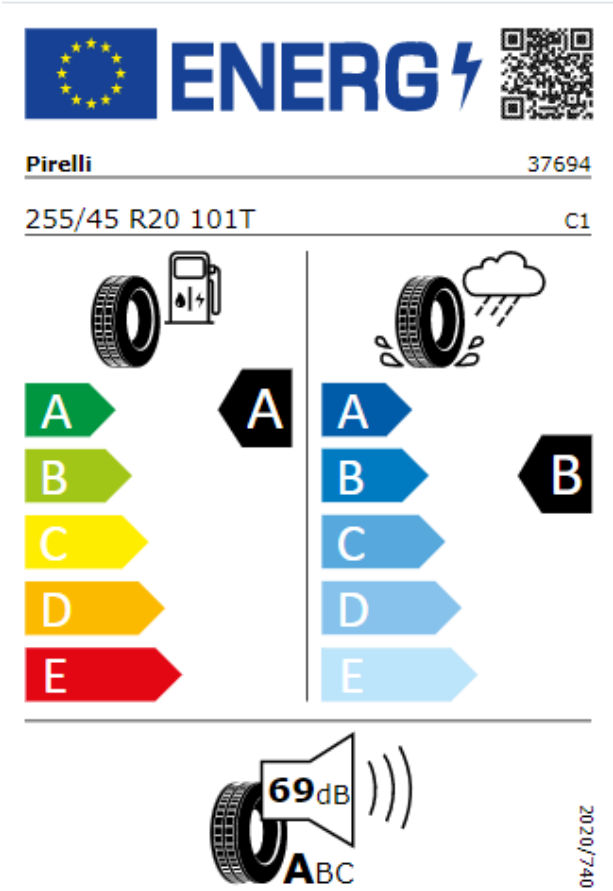 ENERG
Pirelli 37694
255/45 R20 101T C1
A A A
B B B
C C
D D
E E
69dB
ABC
2020/740